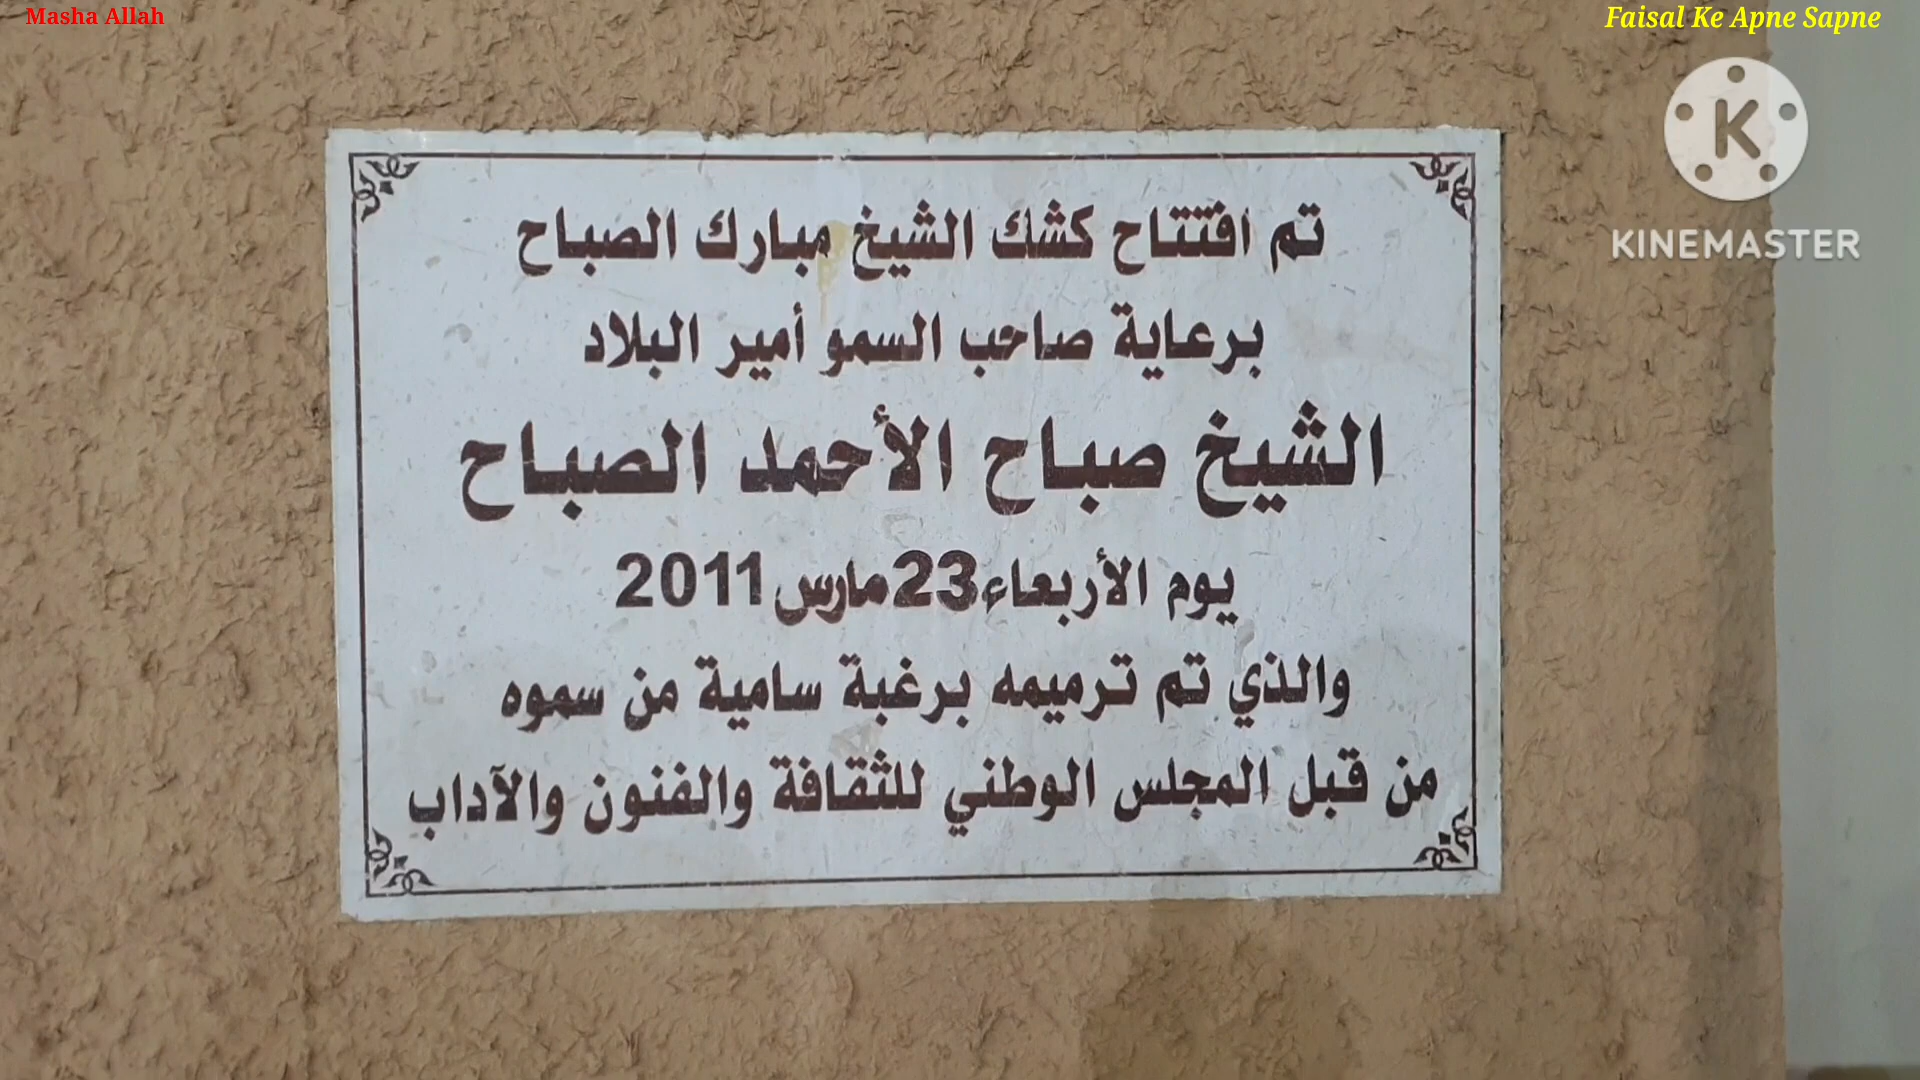 Masha Allah
Faisal Ke Apne Sapne
K
KINEMASTER
تم افتتاح كشك الشيخ مبارك الصباح
برعاية صاحب السمو أمير البلاد
الشيخ صباح الأحمد الصباح
يوم الأربعاء 23 مارس 2011
والذي تم ترميمه برغبة سامية من سموه
من قبل المجلس الوطني للثقافة والفنون والآداب